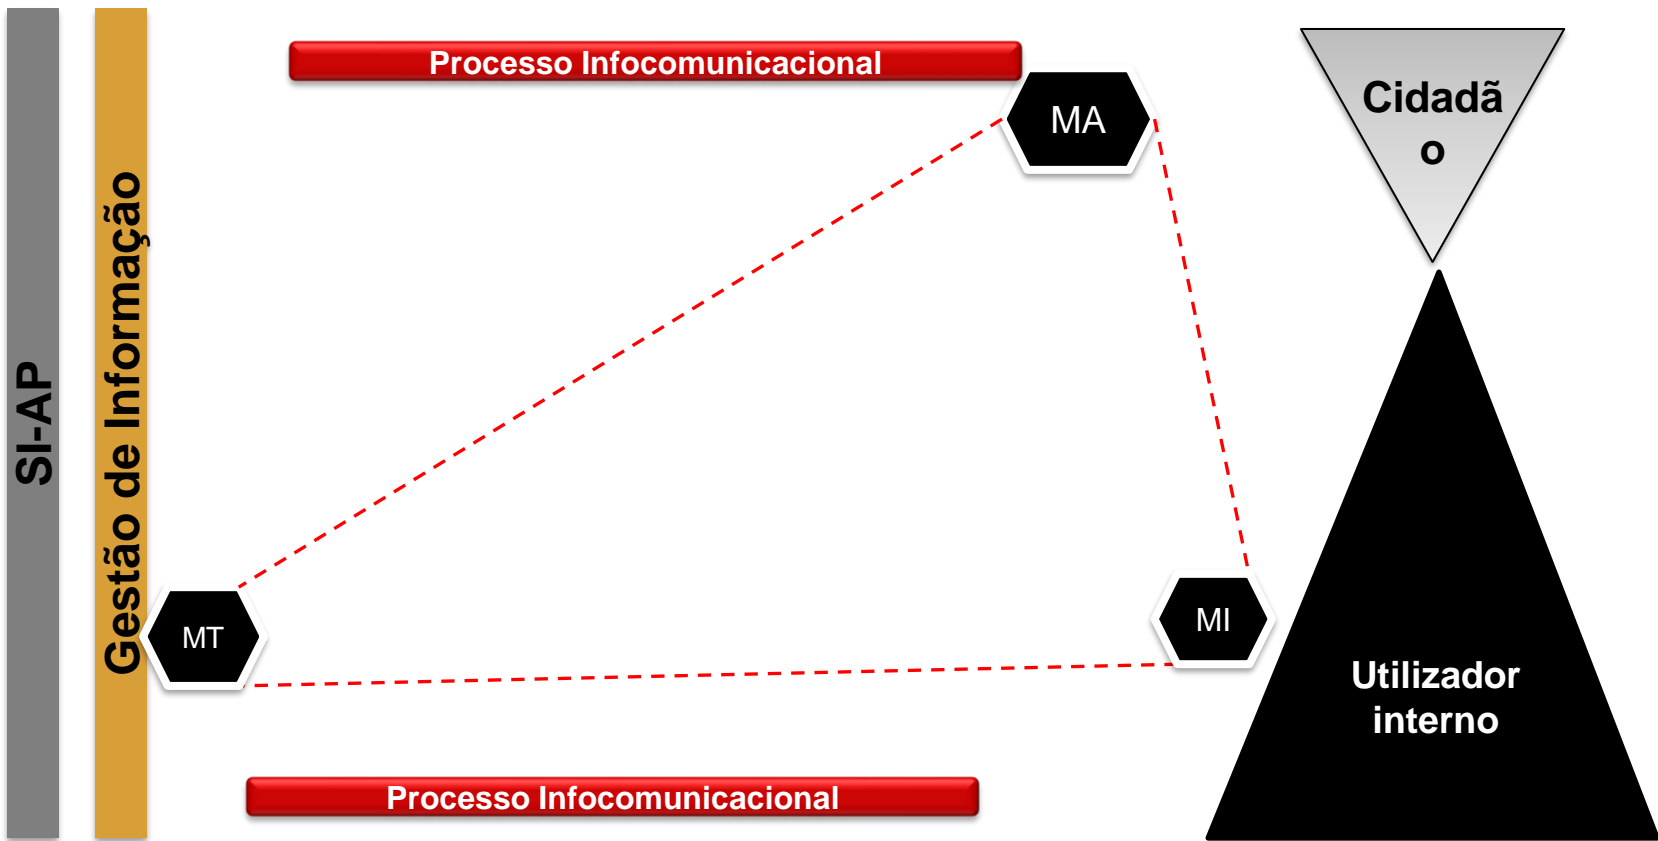 SI-AP
Gestão de Informação
Processo Infocomunicacional
MA
Cidadã
o
MT
MI
Utilizador
interno
Processo Infocomunicacional